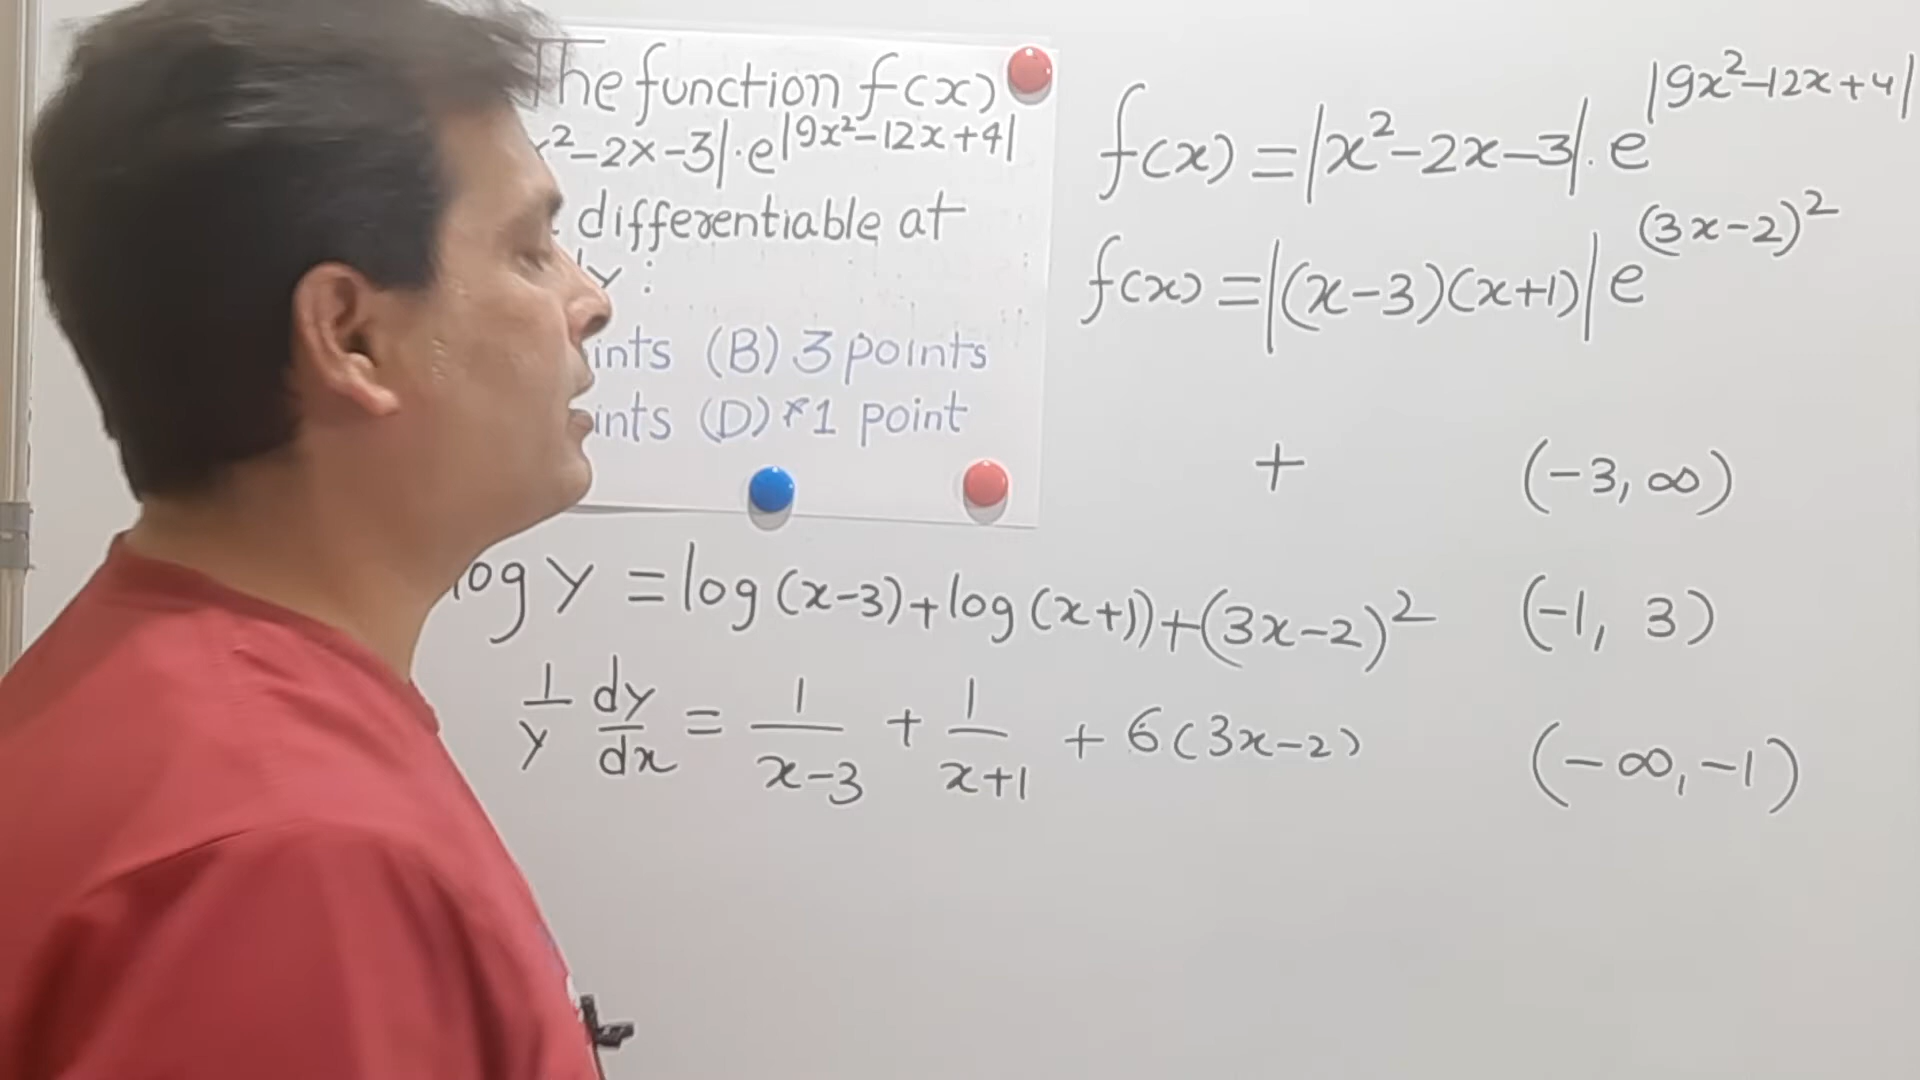 The function f(x)
x²-2x-3|·e^|9x²-12x+4|
differentiable at
y :
ints (B) 3 points
ints (D) *1 point
f(x) = |x²-2x-3|. e^|9x²-12x+4|
f(x) = |(x-3)(x+1)| e^(3x-2)²
+ (-3, ∞)
log y = log(x-3)+log(x+1)+(3x-2)² (-1, 3)
1/y dy/dx = 1/(x-3) + 1/(x+1) + 6(3x-2) (-∞,-1)